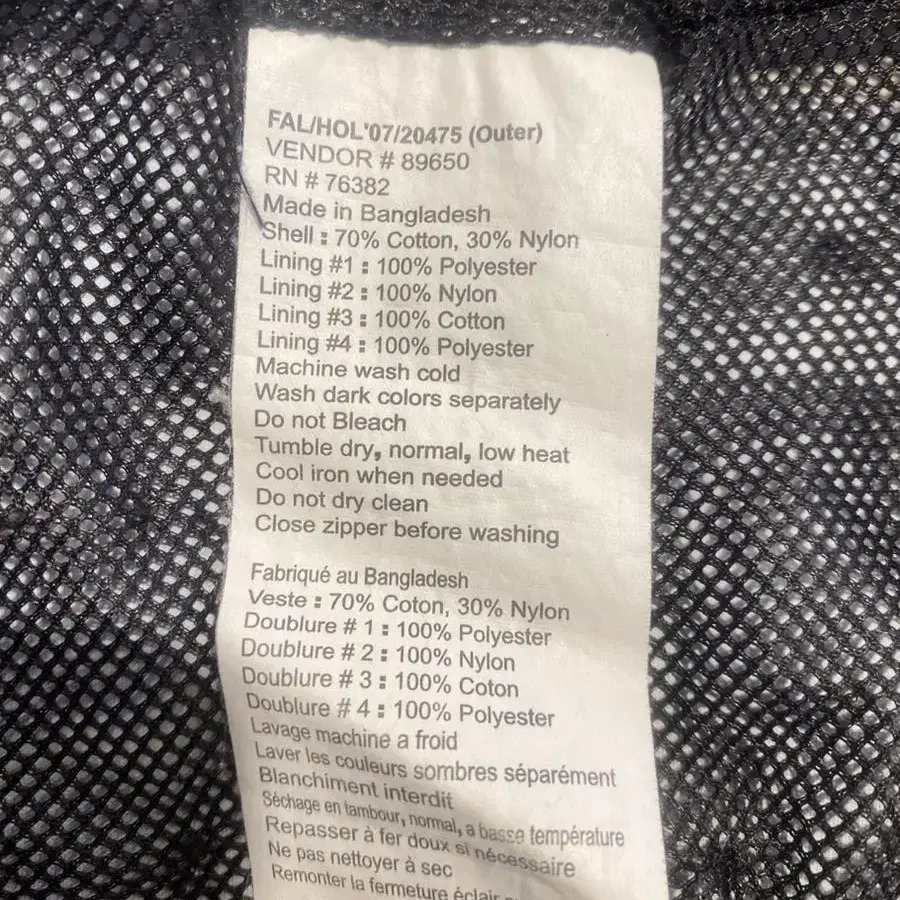 FAL/HOL'07/20475 (Outer)
VENDOR # 89650
RN # 76382
Made in Bangladesh
Shell : 70% Cotton, 30% Nylon
Lining #1 : 100% Polyester
Lining #2 : 100% Nylon
Lining #3 : 100% Cotton
Lining #4 : 100% Polyester
Machine wash cold
Wash dark colors separately
Do not Bleach
Tumble dry, normal, low heat
Cool iron when needed
Do not dry clean
Close zipper before washing
Fabriqué au Bangladesh
Veste : 70% Coton, 30% Nylon
Doublure # 1 : 100% Polyester
Doublure # 2 : 100% Nylon
Doublure # 3 : 100% Coton
Doublure # 4 : 100% Polyester
Lavage machine a froid
Laver les couleurs sombres séparément
Blanchiment interdit
Séchage en tambour, normal, a basse température
Repasser à fer doux si nécessaire
Ne pas nettoyer à sec
Remonter la fermeture éclair